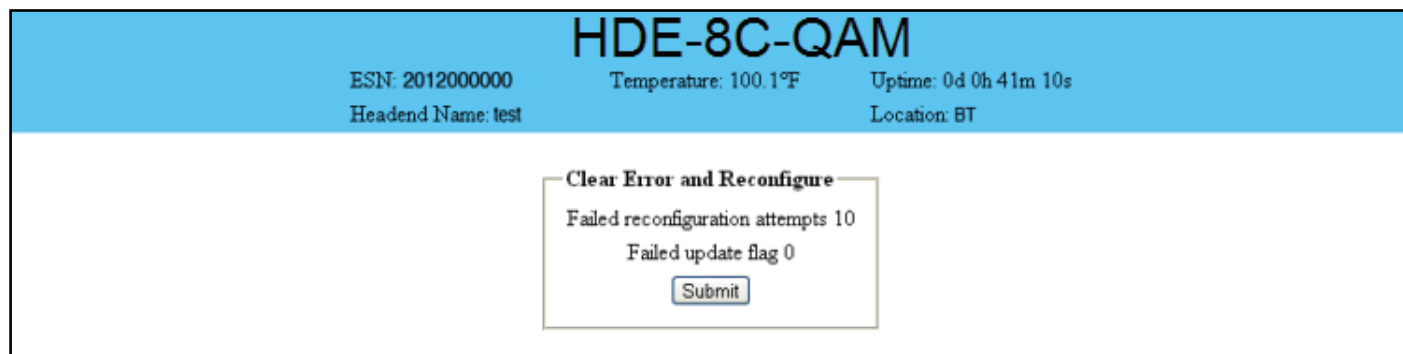 HDE-8C-QAM
ESN: 2012000000 Temperature: 100.1°F Uptime: 0d 0h 41m 10s
Headend Name: test Location: BT
Clear Error and Reconfigure
Failed reconfiguration attempts 10
Failed update flag 0
Submit